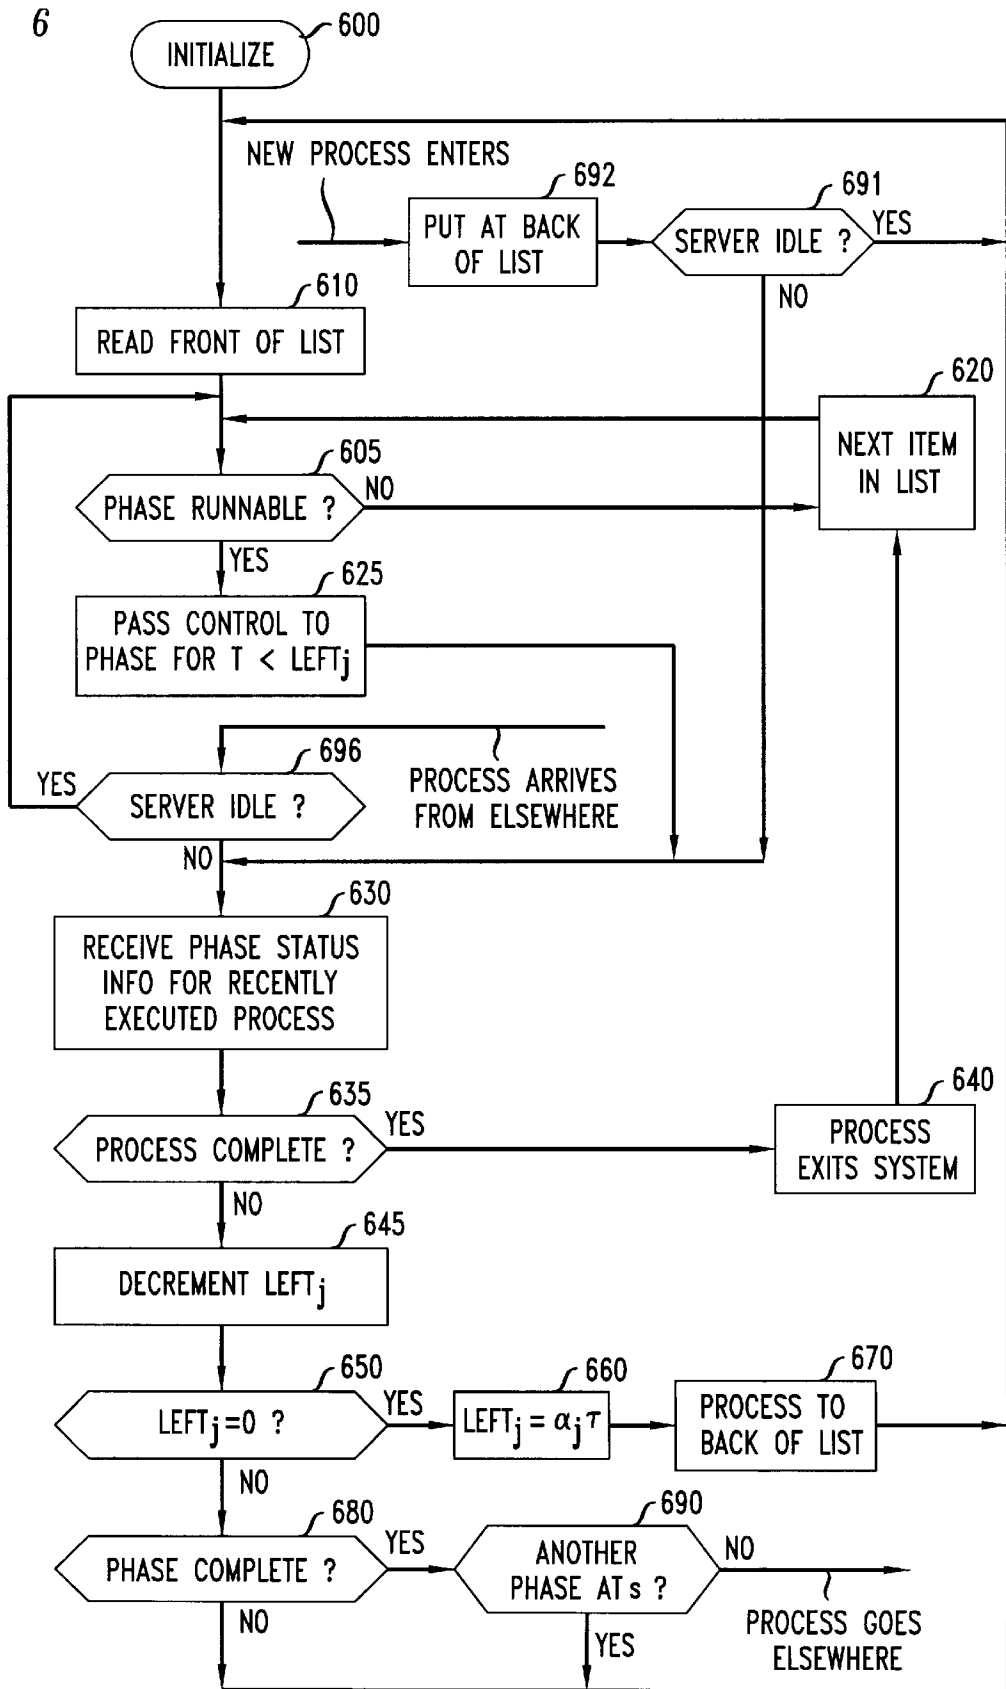 6
INITIALIZE
600
NEW PROCESS ENTERS
692
PUT AT BACK
OF LIST
691
SERVER IDLE ?
YES
NO
610
READ FRONT OF LIST
620
NEXT ITEM
IN LIST
605
PHASE RUNNABLE ?
NO
YES
625
PASS CONTROL TO
PHASE FOR T < LEFTj
696
YES
SERVER IDLE ?
NO
PROCESS ARRIVES
FROM ELSEWHERE
630
RECEIVE PHASE STATUS
INFO FOR RECENTLY
EXECUTED PROCESS
635
PROCESS COMPLETE ?
YES
NO
640
PROCESS
EXITS SYSTEM
645
DECREMENT LEFTj
650
LEFTj=0 ?
YES
NO
660
LEFTj = αjτ
670
PROCESS TO
BACK OF LIST
680
PHASE COMPLETE ?
YES
NO
690
ANOTHER
PHASE AT s ?
NO
YES
PROCESS GOES
ELSEWHERE